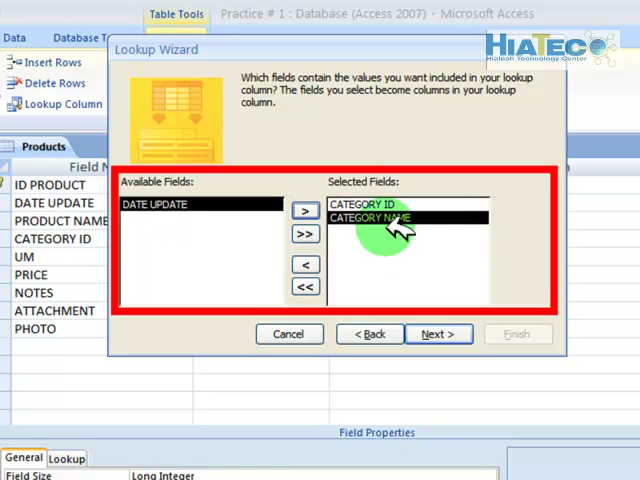 Table Tools
Practice # 1 : Database (Access 2007) - Microsoft Access
Data
Database T
HIATECO
Hialeah Technology Center
Insert Rows
Delete Rows
Lookup Column
Lookup Wizard
Which fields contain the values you want included in your lookup
column? The fields you select become columns in your lookup
column.
Products
Field N
ID PRODUCT
DATE UPDATE
PRODUCT NAME
CATEGORY ID
UM
PRICE
NOTES
ATTACHMENT
PHOTO
Available Fields:
DATE UPDATE
>
>>
<
<<
Selected Fields:
CATEGORY ID
CATEGORY NAME
Cancel
< Back
Next >
Finish
Field Properties
General
Lookup
Field Size
Long Integer